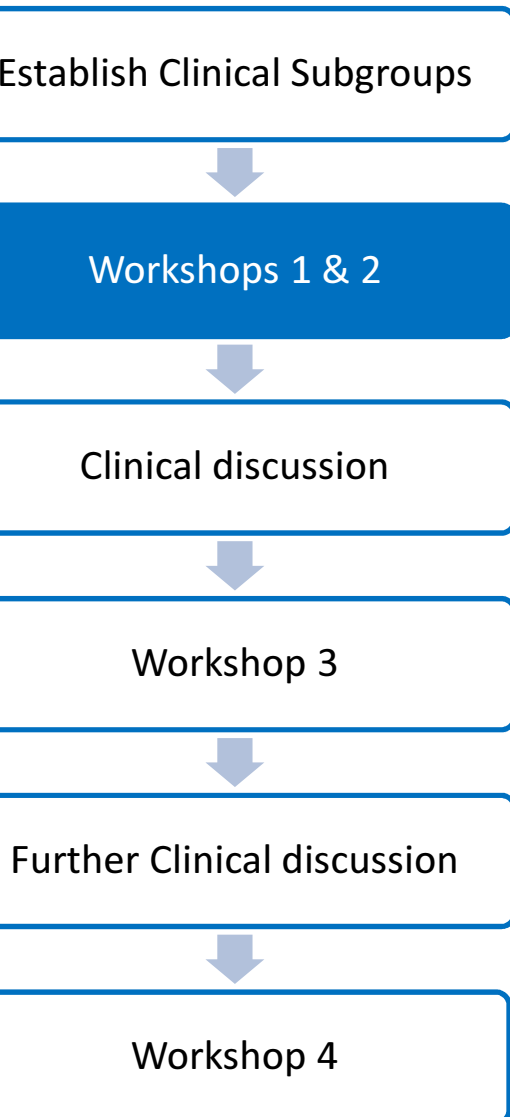 Establish Clinical Subgroups
Workshops 1 & 2
Clinical discussion
Workshop 3
Further Clinical discussion
Workshop 4